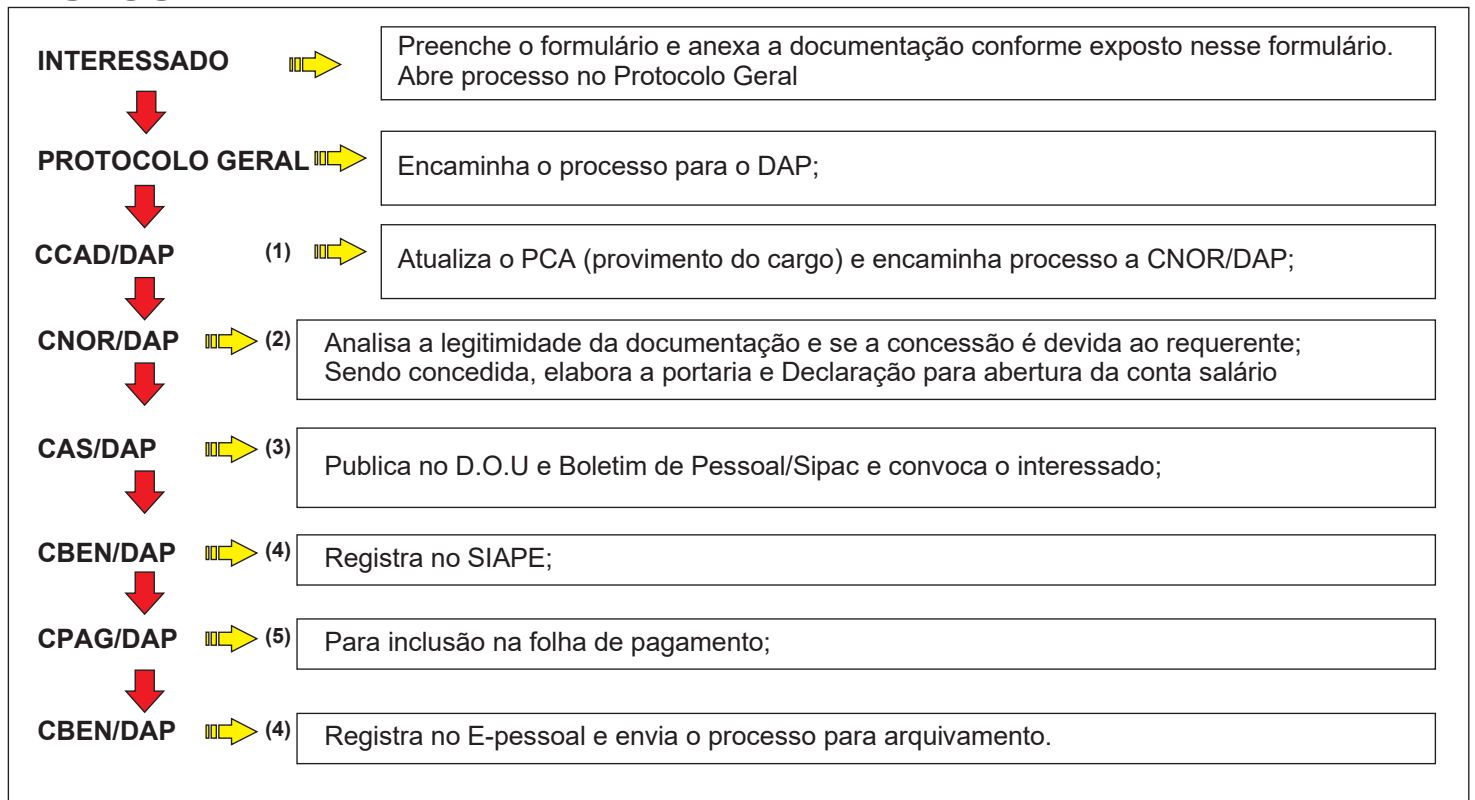 INTERESSADO
Preenche o formulário e anexa a documentação conforme exposto nesse formulário.
Abre processo no Protocolo Geral
PROTOCOLO GERAL
Encaminha o processo para o DAP;
CCAD/DAP (1)
Atualiza o PCA (provimento do cargo) e encaminha processo a CNOR/DAP;
CNOR/DAP (2)
Analisa a legitimidade da documentação e se a concessão é devida ao requerente;
Sendo concedida, elabora a portaria e Declaração para abertura da conta salário
CAS/DAP (3)
Publica no D.O.U e Boletim de Pessoal/Sipac e convoca o interessado;
CBEN/DAP (4)
Registra no SIAPE;
CPAG/DAP (5)
Para inclusão na folha de pagamento;
CBEN/DAP (4)
Registra no E-pessoal e envia o processo para arquivamento.